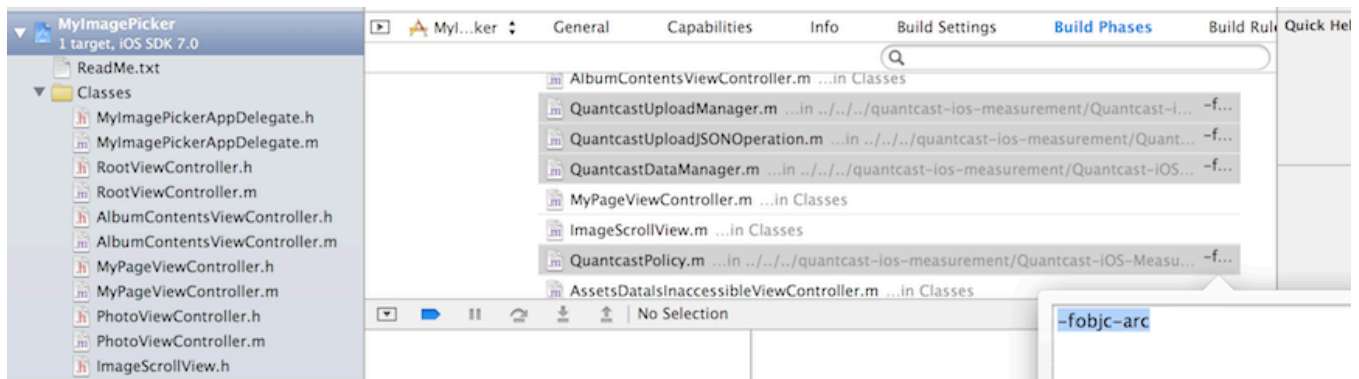 MyImagePicker
1 target, iOS SDK 7.0
ReadMe.txt
Classes
MyImagePickerAppDelegate.h
MyImagePickerAppDelegate.m
RootViewController.h
RootViewController.m
AlbumContentsViewController.h
AlbumContentsViewController.m
MyPageViewController.h
MyPageViewController.m
PhotoViewController.h
PhotoViewController.m
ImageScrollView.h
MyI...ker General Capabilities Info Build Settings Build Phases Build Rul
AlbumContentsViewController.m ...in Classes
QuantcastUploadManager.m ...in ../../../quantcast-ios-measurement/Quantcast-i... -f...
QuantcastUploadJSONOperation.m ...in ../../../quantcast-ios-measurement/Quant... -f...
QuantcastDataManager.m ...in ../../../quantcast-ios-measurement/Quantcast-iOS... -f...
MyPageViewController.m ...in Classes
ImageScrollView.m ...in Classes
QuantcastPolicy.m ...in ../../../quantcast-ios-measurement/Quantcast-iOS-Measu... -f...
AssetsDataIsInaccessibleViewController.m ...in Classes
No Selection
-fobjc-arc
Quick Hel